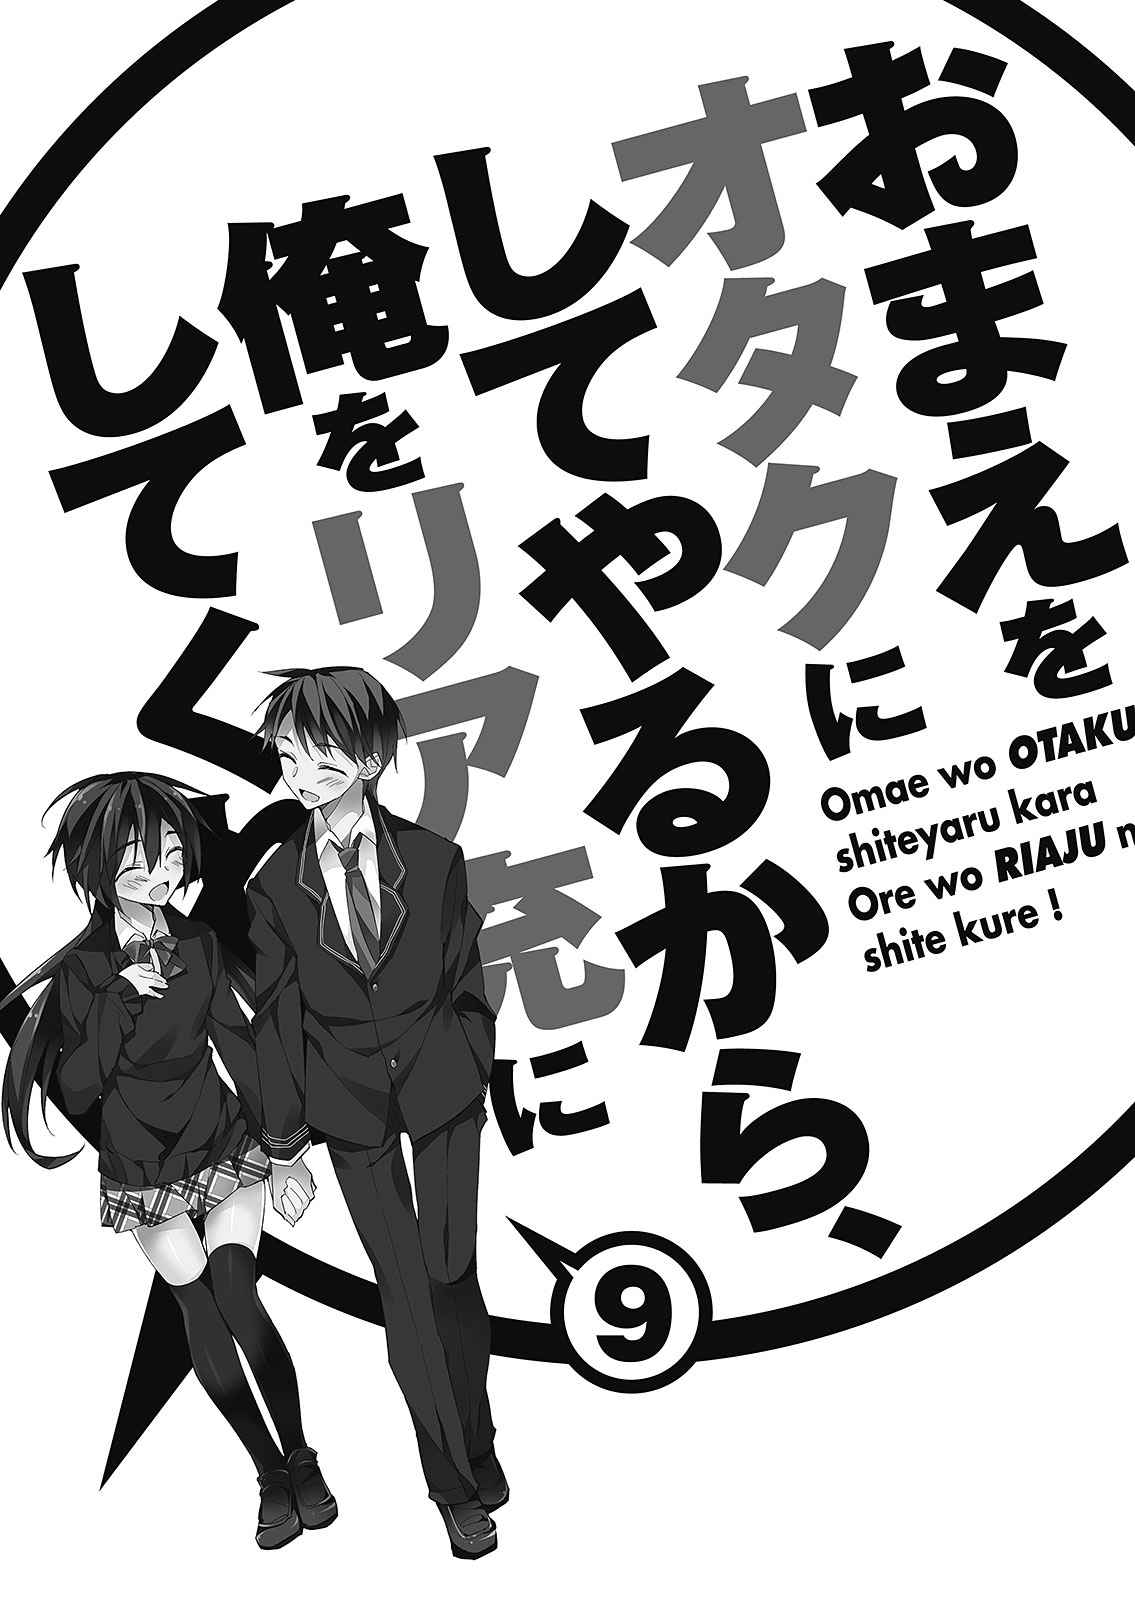 おまえを
オタクに
してやるから、
俺をリア充に
してく
Omae wo OTAKU
shiteyaru kara
Ore wo RIAJU n
shite kure !
9